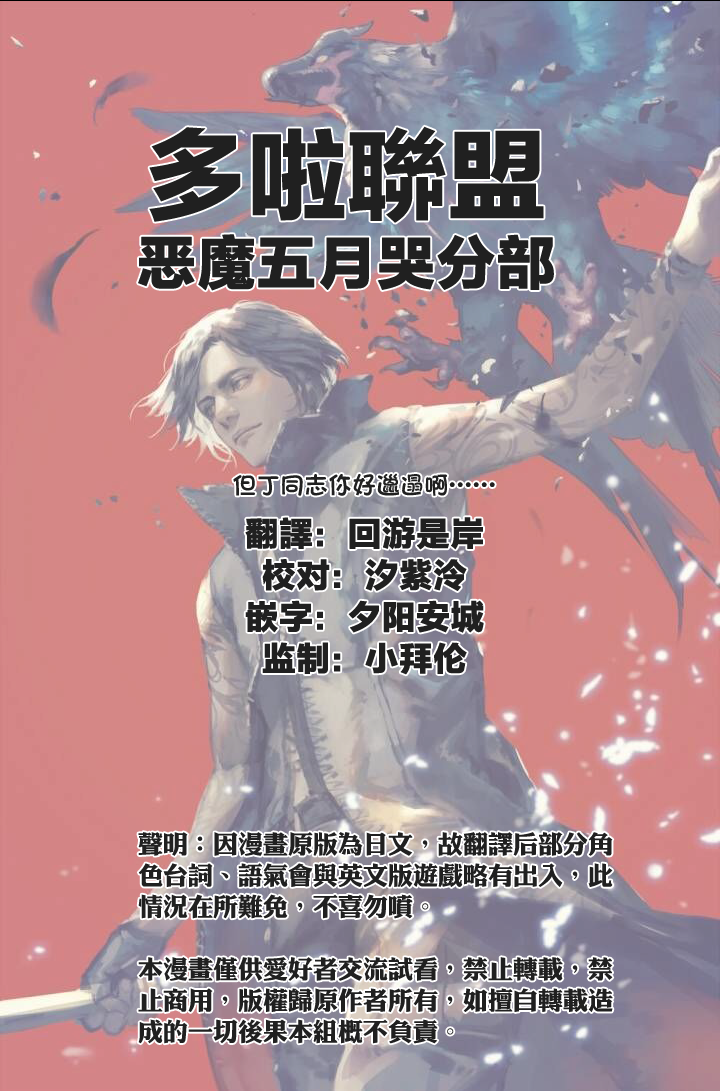 多啦聯盟
恶魔五月哭分部
但丁同志你好邋遢啊……
翻譯：回游是岸
校对：汐紫泠
嵌字：夕阳安城
监制：小拜伦
聲明：因漫畫原版為日文，故翻譯后部分角
色台詞、語氣會與英文版遊戲略有出入，此
情況在所難免，不喜勿噴。
本漫畫僅供愛好者交流試看，禁止轉載，禁
止商用，版權歸原作者所有，如擅自轉載造
成的一切後果本組概不負責。